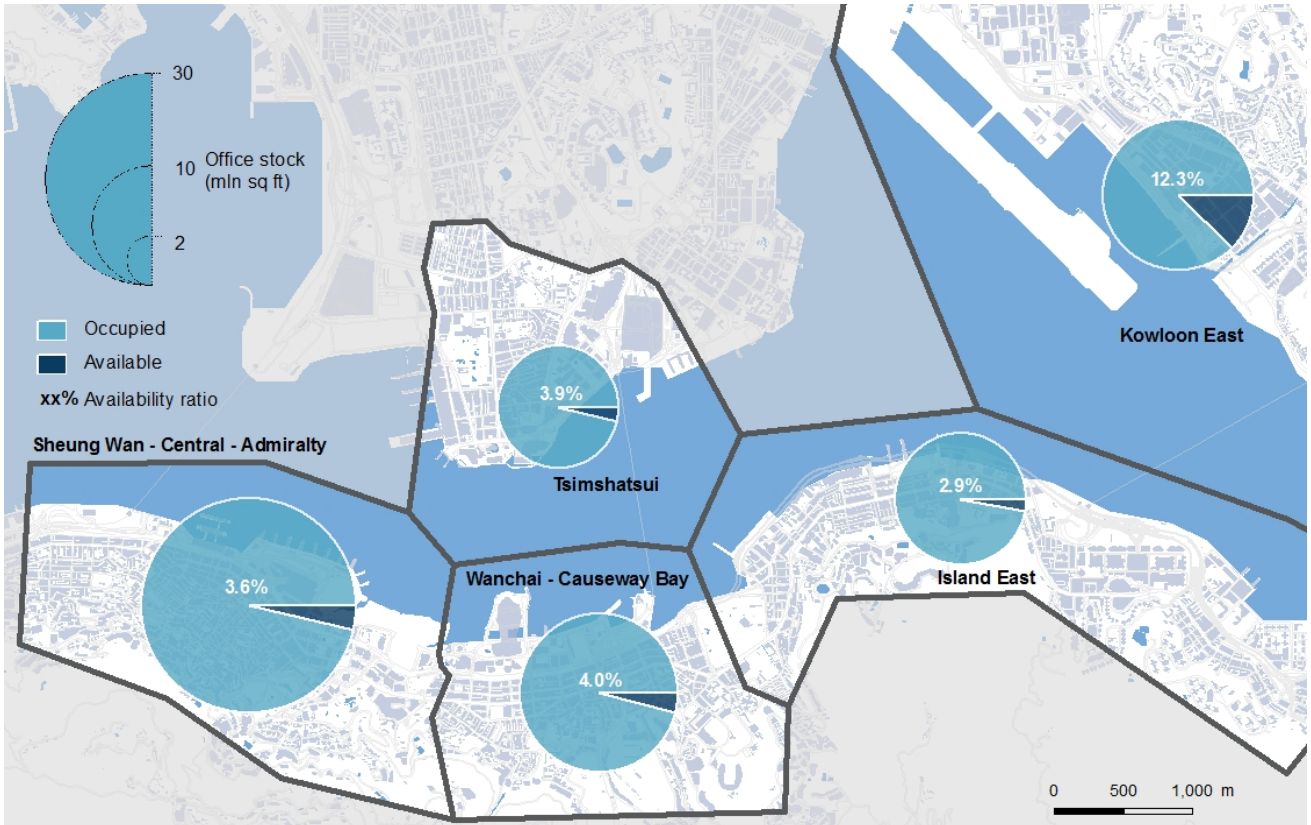 30
10
Office stock
(mln sq ft)
2
Occupied
Available
xx% Availability ratio
12.3%
Kowloon East
3.9%
Tsimshatsui
Sheung Wan - Central - Admiralty
3.6%
2.9%
Island East
Wanchai - Causeway Bay
4.0%
0 500 1,000 m